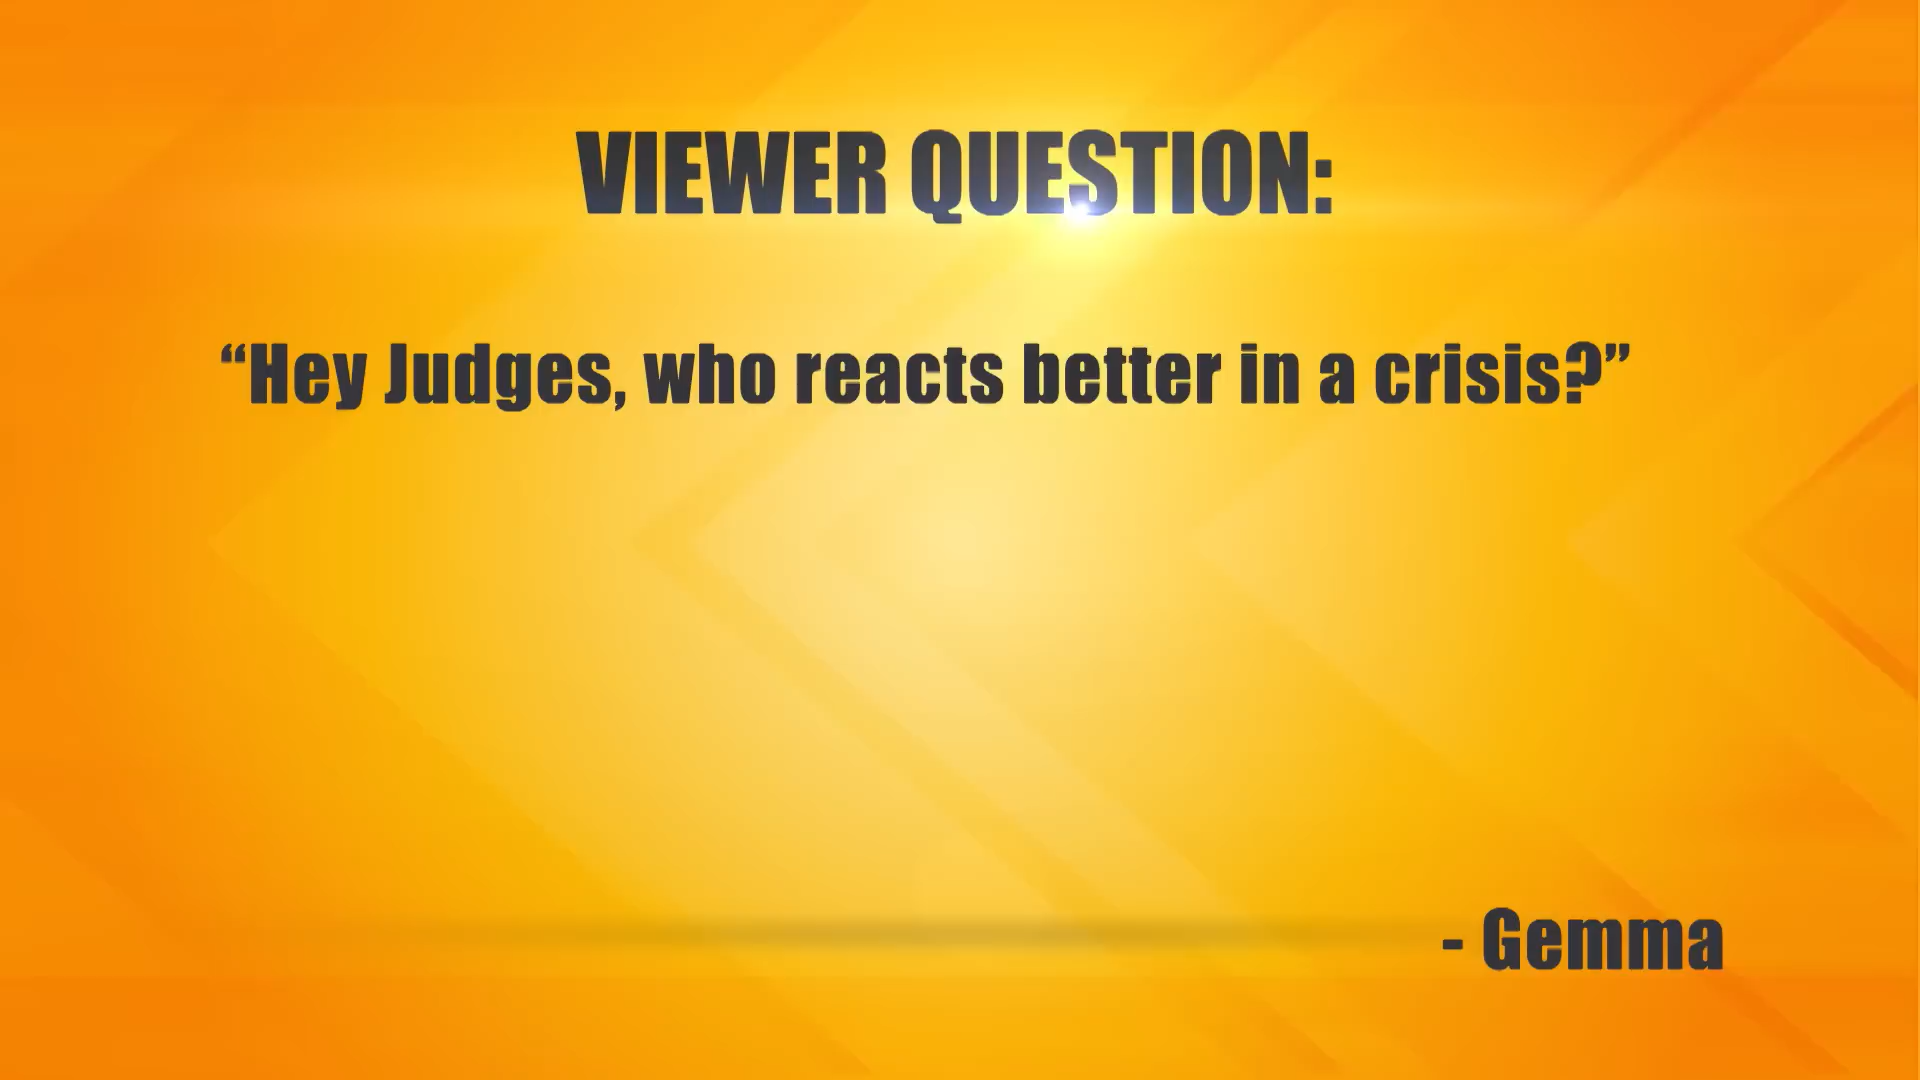 VIEWER QUESTION:
“Hey Judges, who reacts better in a crisis?”
- Gemma